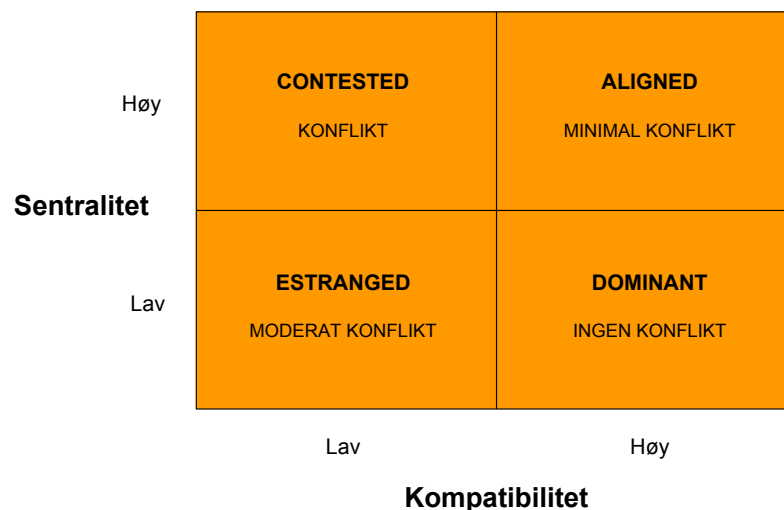 CONTESTED
KONFLIKT
ALIGNED
MINIMAL KONFLIKT
Høy
Sentralitet
Lav
ESTRANGED
MODERAT KONFLIKT
DOMINANT
INGEN KONFLIKT
Lav
Høy
Kompatibilitet